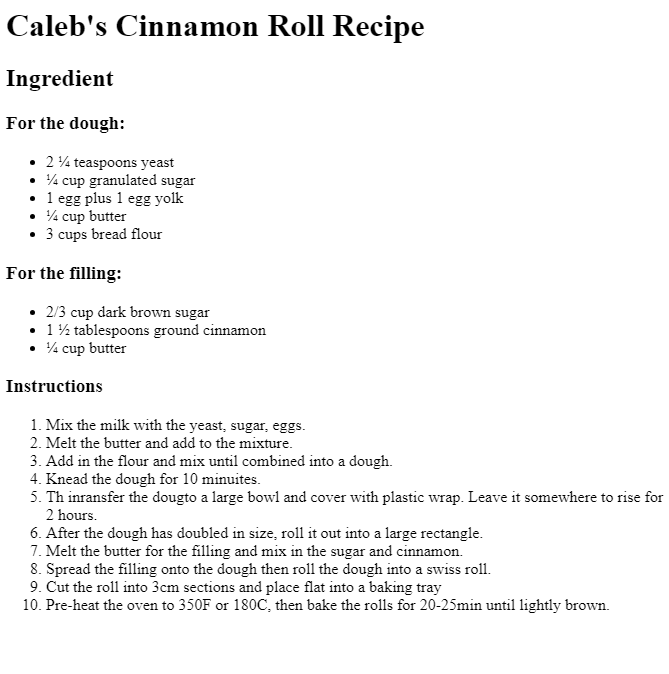 Caleb's Cinnamon Roll Recipe
Ingredient
For the dough:
• 2 ¼ teaspoons yeast
• ¼ cup granulated sugar
• 1 egg plus 1 egg yolk
• ¼ cup butter
• 3 cups bread flour
For the filling:
• 2/3 cup dark brown sugar
• 1 ½ tablespoons ground cinnamon
• ¼ cup butter
Instructions
1. Mix the milk with the yeast, sugar, eggs.
2. Melt the butter and add to the mixture.
3. Add in the flour and mix until combined into a dough.
4. Knead the dough for 10 minuites.
5. Th inransfer the dougto a large bowl and cover with plastic wrap. Leave it somewhere to rise for
2 hours.
6. After the dough has doubled in size, roll it out into a large rectangle.
7. Melt the butter for the filling and mix in the sugar and cinnamon.
8. Spread the filling onto the dough then roll the dough into a swiss roll.
9. Cut the roll into 3cm sections and place flat into a baking tray
10. Pre-heat the oven to 350F or 180C, then bake the rolls for 20-25min until lightly brown.